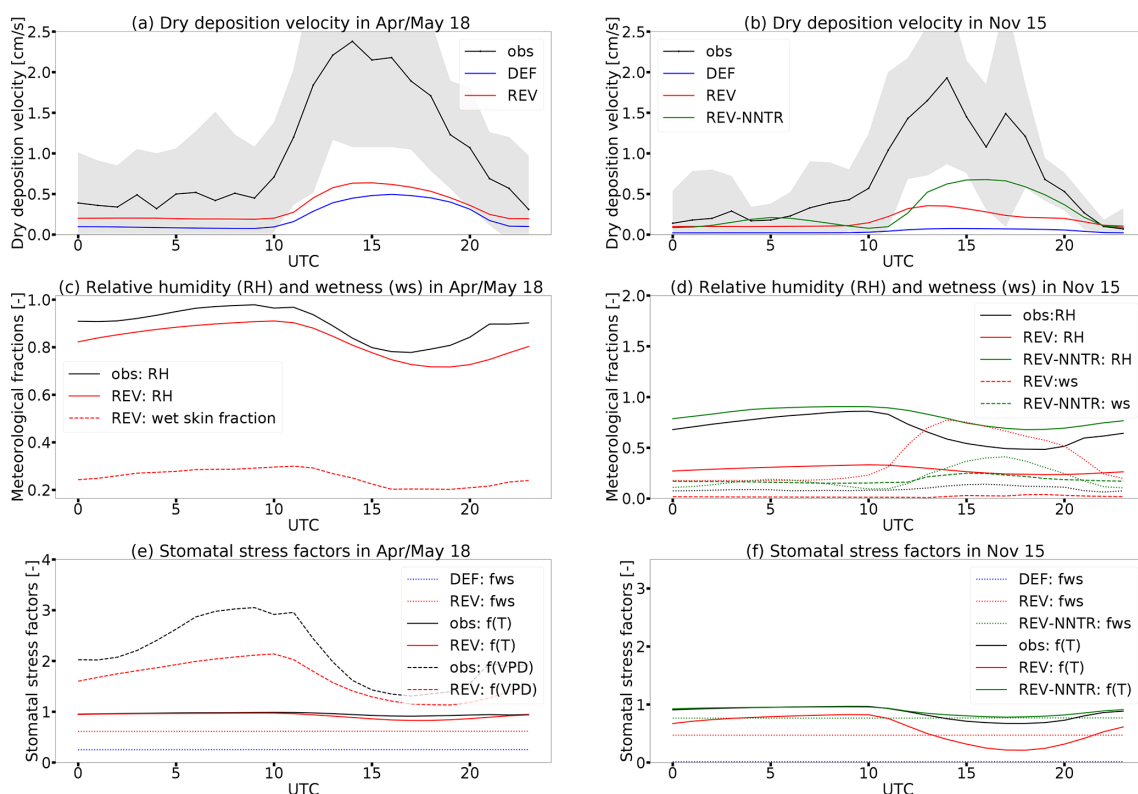 (a) Dry deposition velocity in Apr/May 18
Dry deposition velocity [cm/s]
2.5
2.0
1.5
1.0
0.5
0.0
obs
DEF
REV
0 5 10 15 20
UTC
(b) Dry deposition velocity in Nov 15
Dry deposition velocity [cm/s]
2.5
2.0
1.5
1.0
0.5
0.0
obs
DEF
REV
REV-NNTR
0 5 10 15 20
UTC
(c) Relative humidity (RH) and wetness (ws) in Apr/May 18
Meteorological fractions [-]
1.0
0.8
0.6
0.4
0.2
obs: RH
REV: RH
REV: wet skin fraction
0 5 10 15 20
UTC
(d) Relative humidity (RH) and wetness (ws) in Nov 15
Meteorological fractions [-]
2.0
1.5
1.0
0.5
0.0
obs:RH
REV: RH
REV-NNTR: RH
REV:ws
REV-NNTR: ws
0 5 10 15 20
UTC
(e) Stomatal stress factors in Apr/May 18
Stomatal stress factors [-]
4
3
2
1
0
DEF: fws
REV: fws
obs: f(T)
REV: f(T)
obs: f(VPD)
REV: f(VPD)
0 5 10 15 20
UTC
(f) Stomatal stress factors in Nov 15
Stomatal stress factors [-]
3
2
1
0
DEF: fws
REV: fws
REV-NNTR: fws
obs: f(T)
REV: f(T)
REV-NNTR: f(T)
0 5 10 15 20
UTC